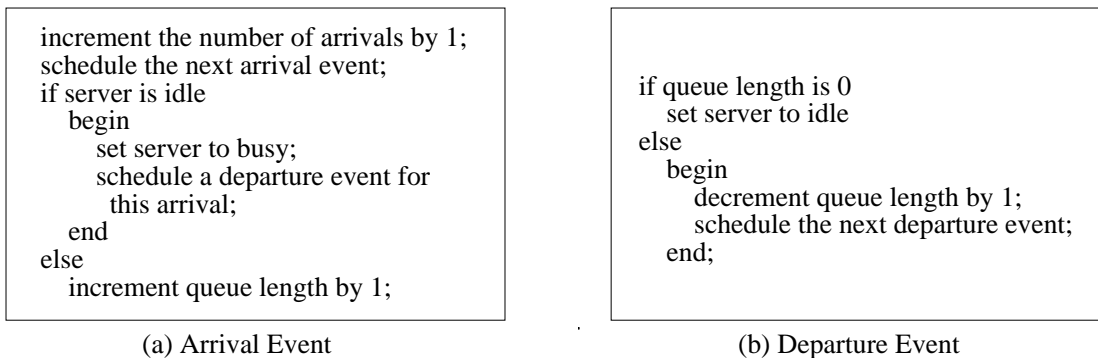 increment the number of arrivals by 1;
schedule the next arrival event;
if server is idle
begin
set server to busy;
schedule a departure event for
this arrival;
end
else
increment queue length by 1;
(a) Arrival Event
if queue length is 0
set server to idle
else
begin
decrement queue length by 1;
schedule the next departure event;
end;
(b) Departure Event